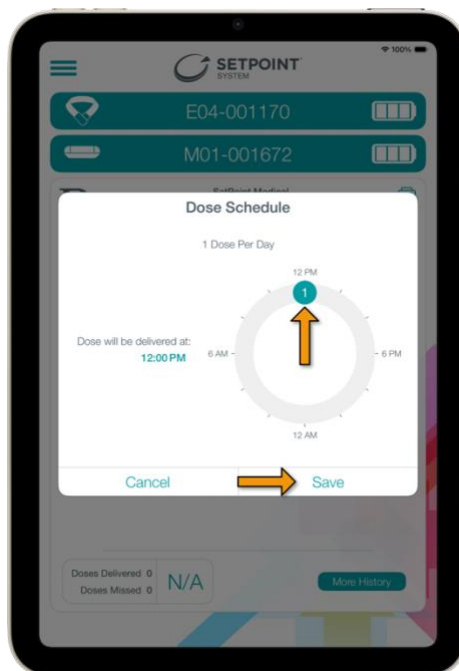 100%
SETPOINT
SYSTEM
E04-001170
M01-001672
SetPoint Medical
Dose Schedule
1 Dose Per Day
12 PM
1
Dose will be delivered at:
12:00 PM
6 AM
6 PM
12 AM
Cancel
Save
Doses Delivered 0
Doses Missed 0
N/A
More History